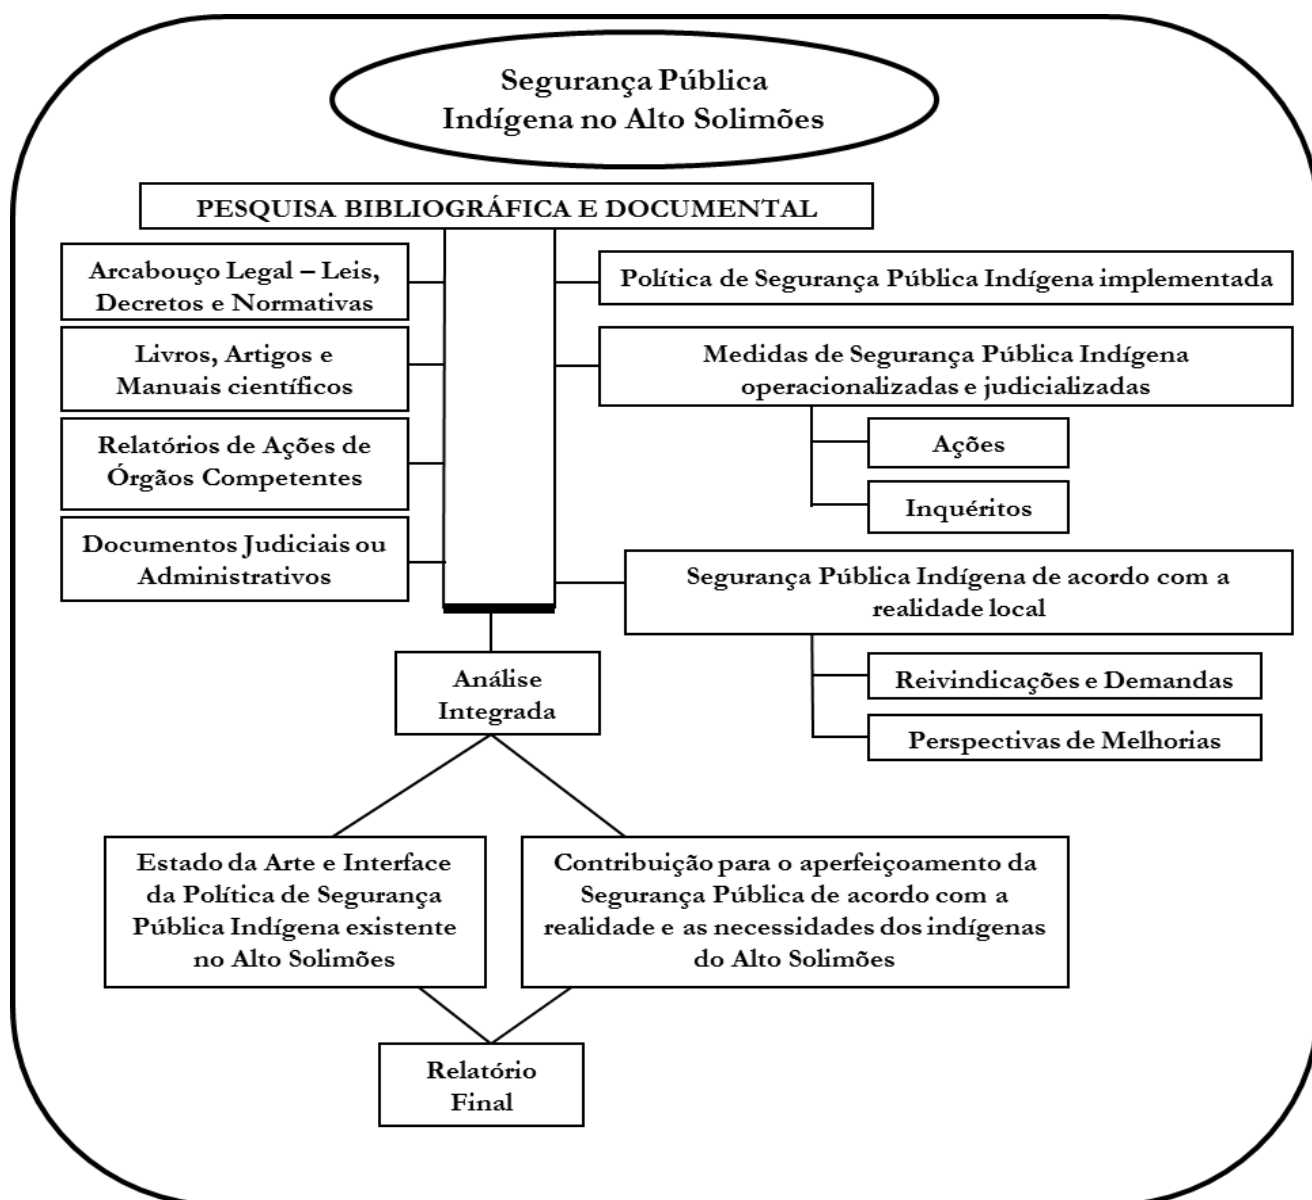 Segurança Pública
Indígena no Alto Solimões
PESQUISA BIBLIOGRÁFICA E DOCUMENTAL
Arcabouço Legal – Leis,
Decretos e Normativas
Livros, Artigos e
Manuais científicos
Relatórios de Ações de
Órgãos Competentes
Documentos Judiciais ou
Administrativos
Política de Segurança Pública Indígena implementada
Medidas de Segurança Pública Indígena
operacionalizadas e judicializadas
Ações
Inquéritos
Segurança Pública Indígena de acordo com a
realidade local
Reivindicações e Demandas
Perspectivas de Melhorias
Análise
Integrada
Estado da Arte e Interface
da Política de Segurança
Pública Indígena existente
no Alto Solimões
Contribuição para o aperfeiçoamento da
Segurança Pública de acordo com a
realidade e as necessidades dos indígenas
do Alto Solimões
Relatório
Final